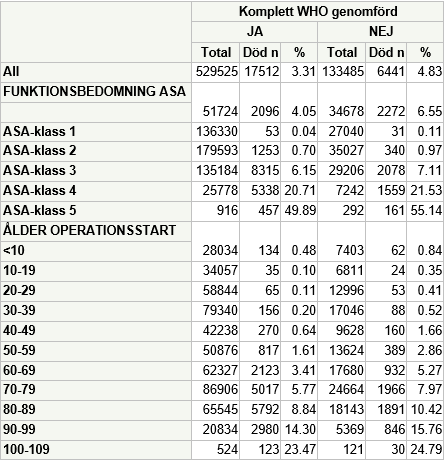 Komplett WHO genomförd
JA NEJ
Total Död n % Total Död n %
All 529525 17512 3.31 133485 6441 4.83
FUNKTIONSBEDOMNING ASA
51724 2096 4.05 34678 2272 6.55
ASA-klass 1 136330 53 0.04 27040 31 0.11
ASA-klass 2 179593 1253 0.70 35027 340 0.97
ASA-klass 3 135184 8315 6.15 29206 2078 7.11
ASA-klass 4 25778 5338 20.71 7242 1559 21.53
ASA-klass 5 916 457 49.89 292 161 55.14
ÅLDER OPERATIONSSTART
<10 28034 134 0.48 7403 62 0.84
10-19 34057 35 0.10 6811 24 0.35
20-29 58844 65 0.11 12996 53 0.41
30-39 79340 156 0.20 17046 88 0.52
40-49 42238 270 0.64 9628 160 1.66
50-59 50876 817 1.61 13624 389 2.86
60-69 62327 2123 3.41 17680 932 5.27
70-79 86906 5017 5.77 24664 1966 7.97
80-89 65545 5792 8.84 18143 1891 10.42
90-99 20834 2980 14.30 5369 846 15.76
100-109 524 123 23.47 121 30 24.79